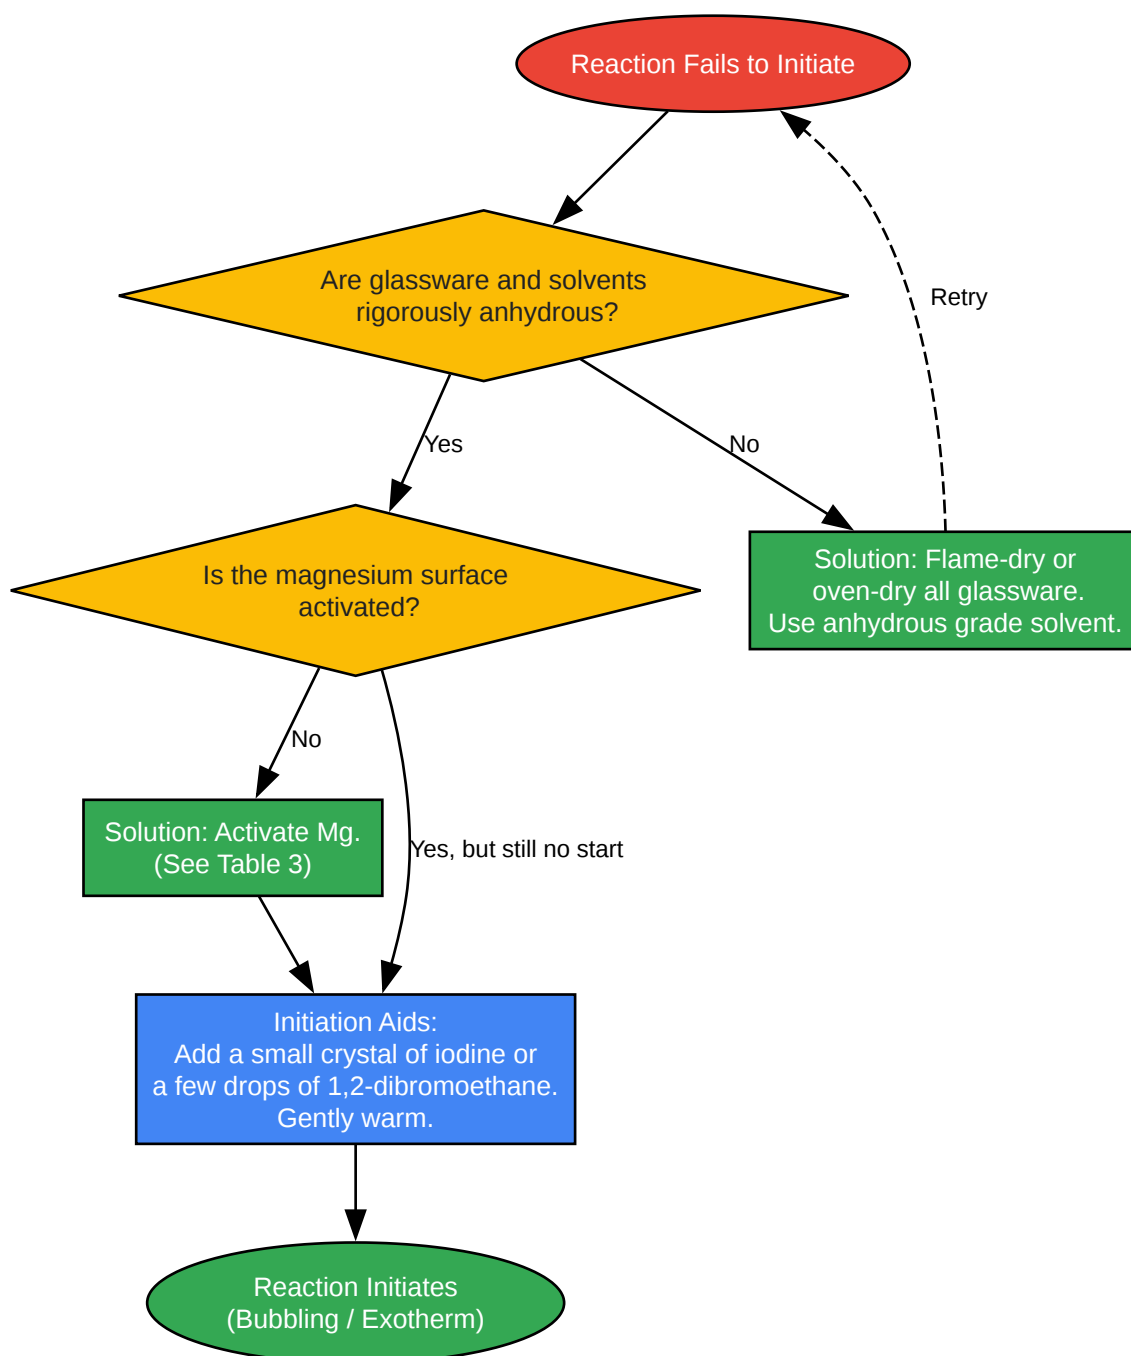 Reaction Fails to Initiate
Are glassware and solvents
rigorously anhydrous?
Retry
Yes
No
Solution: Flame-dry or
oven-dry all glassware.
Use anhydrous grade solvent.
Is the magnesium surface
activated?
No
Solution: Activate Mg.
(See Table 3)
Yes, but still no start
Initiation Aids:
Add a small crystal of iodine or
a few drops of 1,2-dibromoethane.
Gently warm.
Reaction Initiates
(Bubbling / Exotherm)